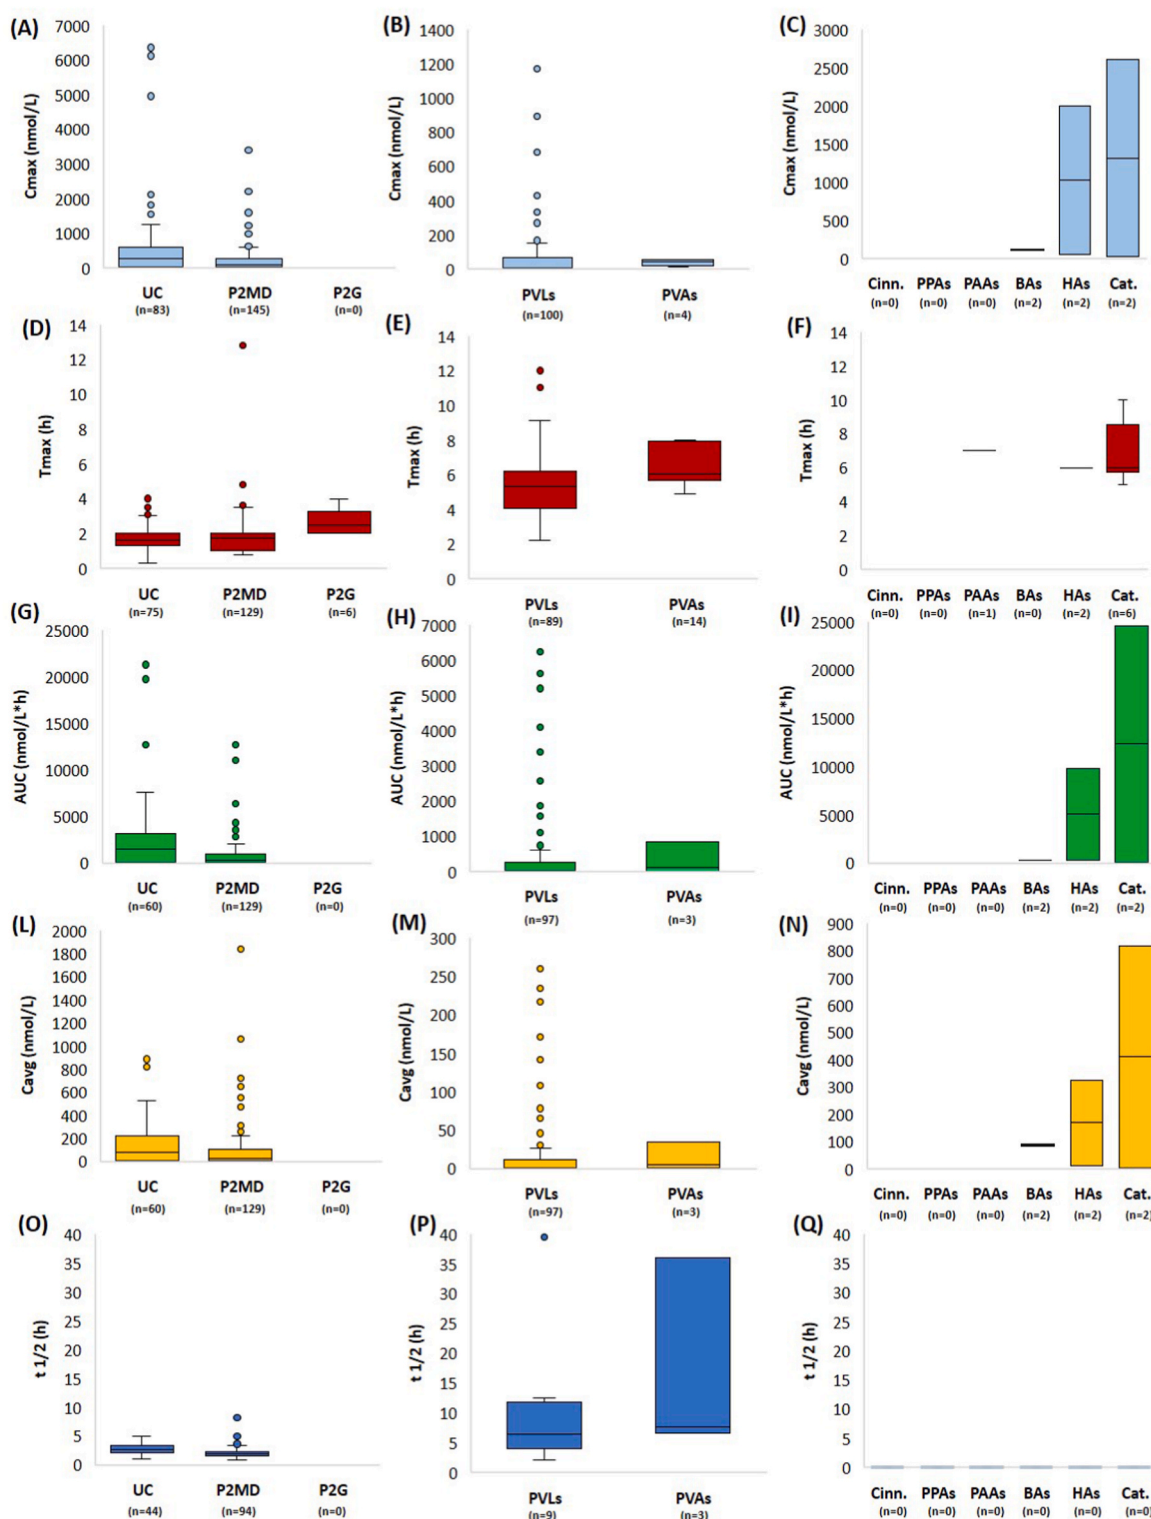 (A)
Cmax (nmol/L)
7000
6000
5000
4000
3000
2000
1000
0
UC
P2MD
P2G
(n=83)
(n=145)
(n=0)
(B)
Cmax (nmol/L)
1400
1200
1000
800
600
400
200
0
PVLs
PVAs
(n=100)
(n=4)
(C)
Cmax (nmol/L)
3000
2500
2000
1500
1000
500
0
Cinn.
PPAs
PAAs
BAs
HAs
Cat.
(n=0)
(n=0)
(n=0)
(n=2)
(n=2)
(n=2)
(D)
Tmax (h)
14
12
10
8
6
4
2
0
UC
P2MD
P2G
(n=75)
(n=129)
(n=6)
(E)
Tmax (h)
14
12
10
8
6
4
2
0
PVLs
PVAs
(n=89)
(n=14)
(F)
Tmax (h)
14
12
10
8
6
4
2
0
Cinn.
PPAs
PAAs
BAs
HAs
Cat.
(n=0)
(n=0)
(n=1)
(n=0)
(n=2)
(n=6)
(G)
AUC (nmol/L*h)
25000
20000
15000
10000
5000
0
UC
P2MD
P2G
(n=60)
(n=129)
(n=0)
(H)
AUC (nmol/L*h)
7000
6000
5000
4000
3000
2000
1000
0
PVLs
PVAs
(n=97)
(n=3)
(I)
AUC (nmol/L*h)
25000
20000
15000
10000
5000
0
Cinn.
PPAs
PAAs
BAs
HAs
Cat.
(n=0)
(n=0)
(n=0)
(n=2)
(n=2)
(n=2)
(L)
Cavg (nmol/L)
2000
1800
1600
1400
1200
1000
800
600
400
200
0
UC
P2MD
P2G
(n=60)
(n=129)
(n=0)
(M)
Cavg (nmol/L)
300
250
200
150
100
50
0
PVLs
PVAs
(n=97)
(n=3)
(N)
Cavg (nmol/L)
900
800
700
600
500
400
300
200
100
0
Cinn.
PPAs
PAAs
BAs
HAs
Cat.
(n=0)
(n=0)
(n=0)
(n=2)
(n=2)
(n=2)
(O)
t 1/2 (h)
40
35
30
25
20
15
10
5
0
UC
P2MD
P2G
(n=44)
(n=94)
(n=0)
(P)
t 1/2 (h)
40
35
30
25
20
15
10
5
0
PVLs
PVAs
(n=9)
(n=3)
(Q)
t 1/2 (h)
40
35
30
25
20
15
10
5
0
Cinn.
PPAs
PAAs
BAs
HAs
Cat.
(n=0)
(n=0)
(n=0)
(n=0)
(n=0)
(n=0)